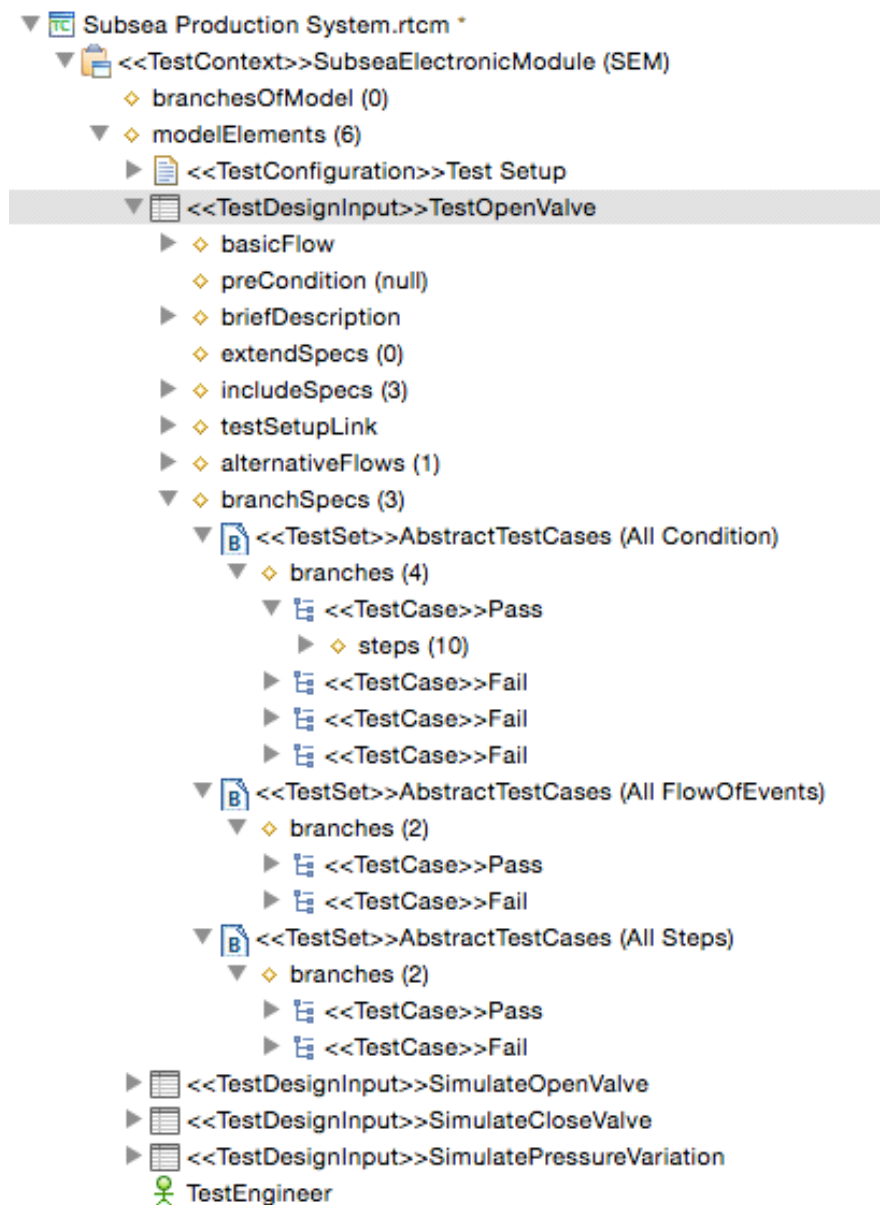 Subsea Production System.rtcm *
<<TestContext>>SubseaElectronicModule (SEM)
branchesOfModel (0)
modelElements (6)
<<TestConfiguration>>Test Setup
<<TestDesignInput>>TestOpenValve
basicFlow
preCondition (null)
briefDescription
extendSpecs (0)
includeSpecs (3)
testSetupLink
alternativeFlows (1)
branchSpecs (3)
<<TestSet>>AbstractTestCases (All Condition)
branches (4)
<<TestCase>>Pass
steps (10)
<<TestCase>>Fail
<<TestCase>>Fail
<<TestCase>>Fail
<<TestSet>>AbstractTestCases (All FlowOfEvents)
branches (2)
<<TestCase>>Pass
<<TestCase>>Fail
<<TestSet>>AbstractTestCases (All Steps)
branches (2)
<<TestCase>>Pass
<<TestCase>>Fail
<<TestDesignInput>>SimulateOpenValve
<<TestDesignInput>>SimulateCloseValve
<<TestDesignInput>>SimulatePressureVariation
TestEngineer